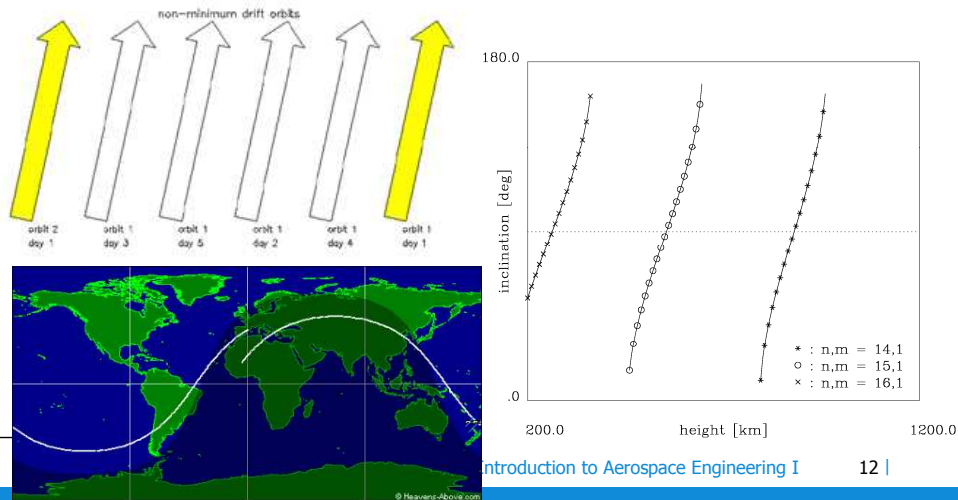 non-minimum drift orbits
orbit 2
day 1
orbit 1
day 3
orbit 1
day 5
orbit 1
day 2
orbit 1
day 4
orbit 1
day 1
180.0
inclination [deg]
.0
* : n,m = 14,1
o : n,m = 15,1
× : n,m = 16,1
200.0
height [km]
1200.0
© Heavens-Above.com
Introduction to Aerospace Engineering I
12 |